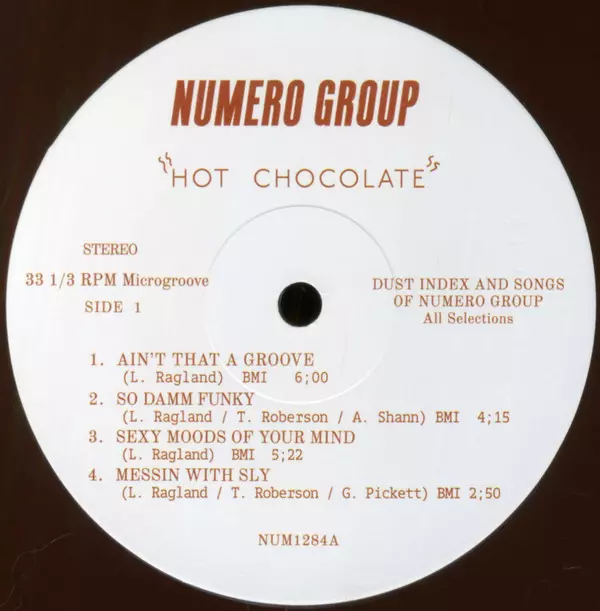 NUMERO GROUP
"HOT CHOCOLATE"
STEREO
33 1/3 RPM Microgroove
SIDE 1
DUST INDEX AND SONGS
OF NUMERO GROUP
All Selections
1. AIN'T THAT A GROOVE
(L. Ragland) BMI 6;00
2. SO DAMM FUNKY
(L. Ragland / T. Roberson / A. Shann) BMI 4;15
3. SEXY MOODS OF YOUR MIND
(L. Ragland) BMI 5;22
4. MESSIN WITH SLY
(L. Ragland / T. Roberson / G. Pickett) BMI 2;50
NUM1284A